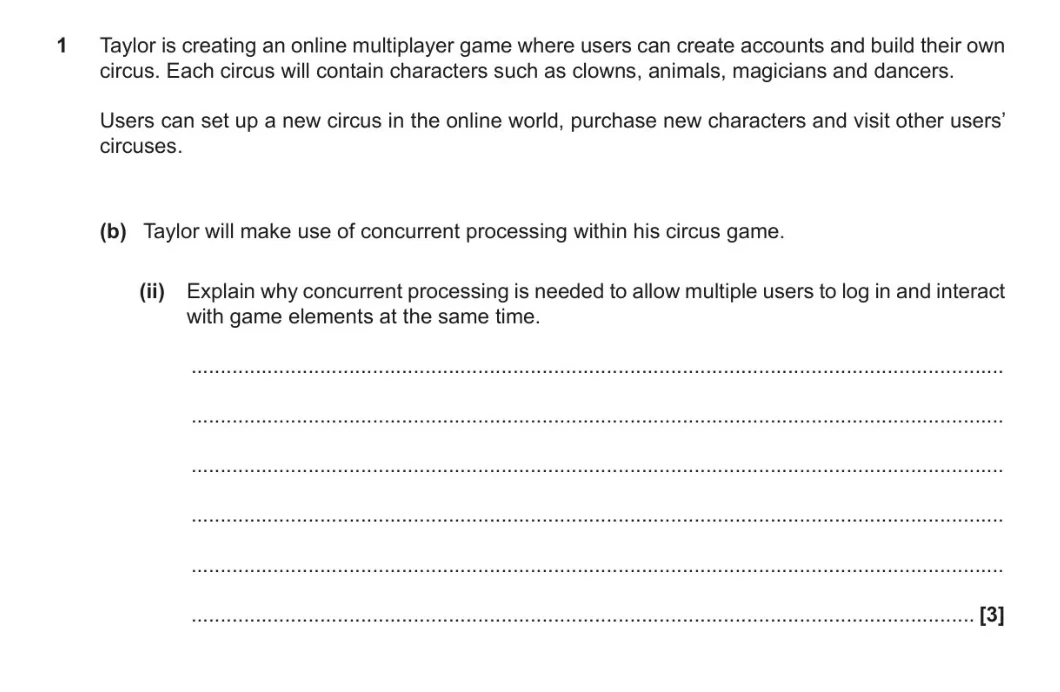 1 Taylor is creating an online multiplayer game where users can create accounts and build their own
circus. Each circus will contain characters such as clowns, animals, magicians and dancers.
Users can set up a new circus in the online world, purchase new characters and visit other users’
circuses.
(b) Taylor will make use of concurrent processing within his circus game.
(ii) Explain why concurrent processing is needed to allow multiple users to log in and interact
with game elements at the same time.
[3]